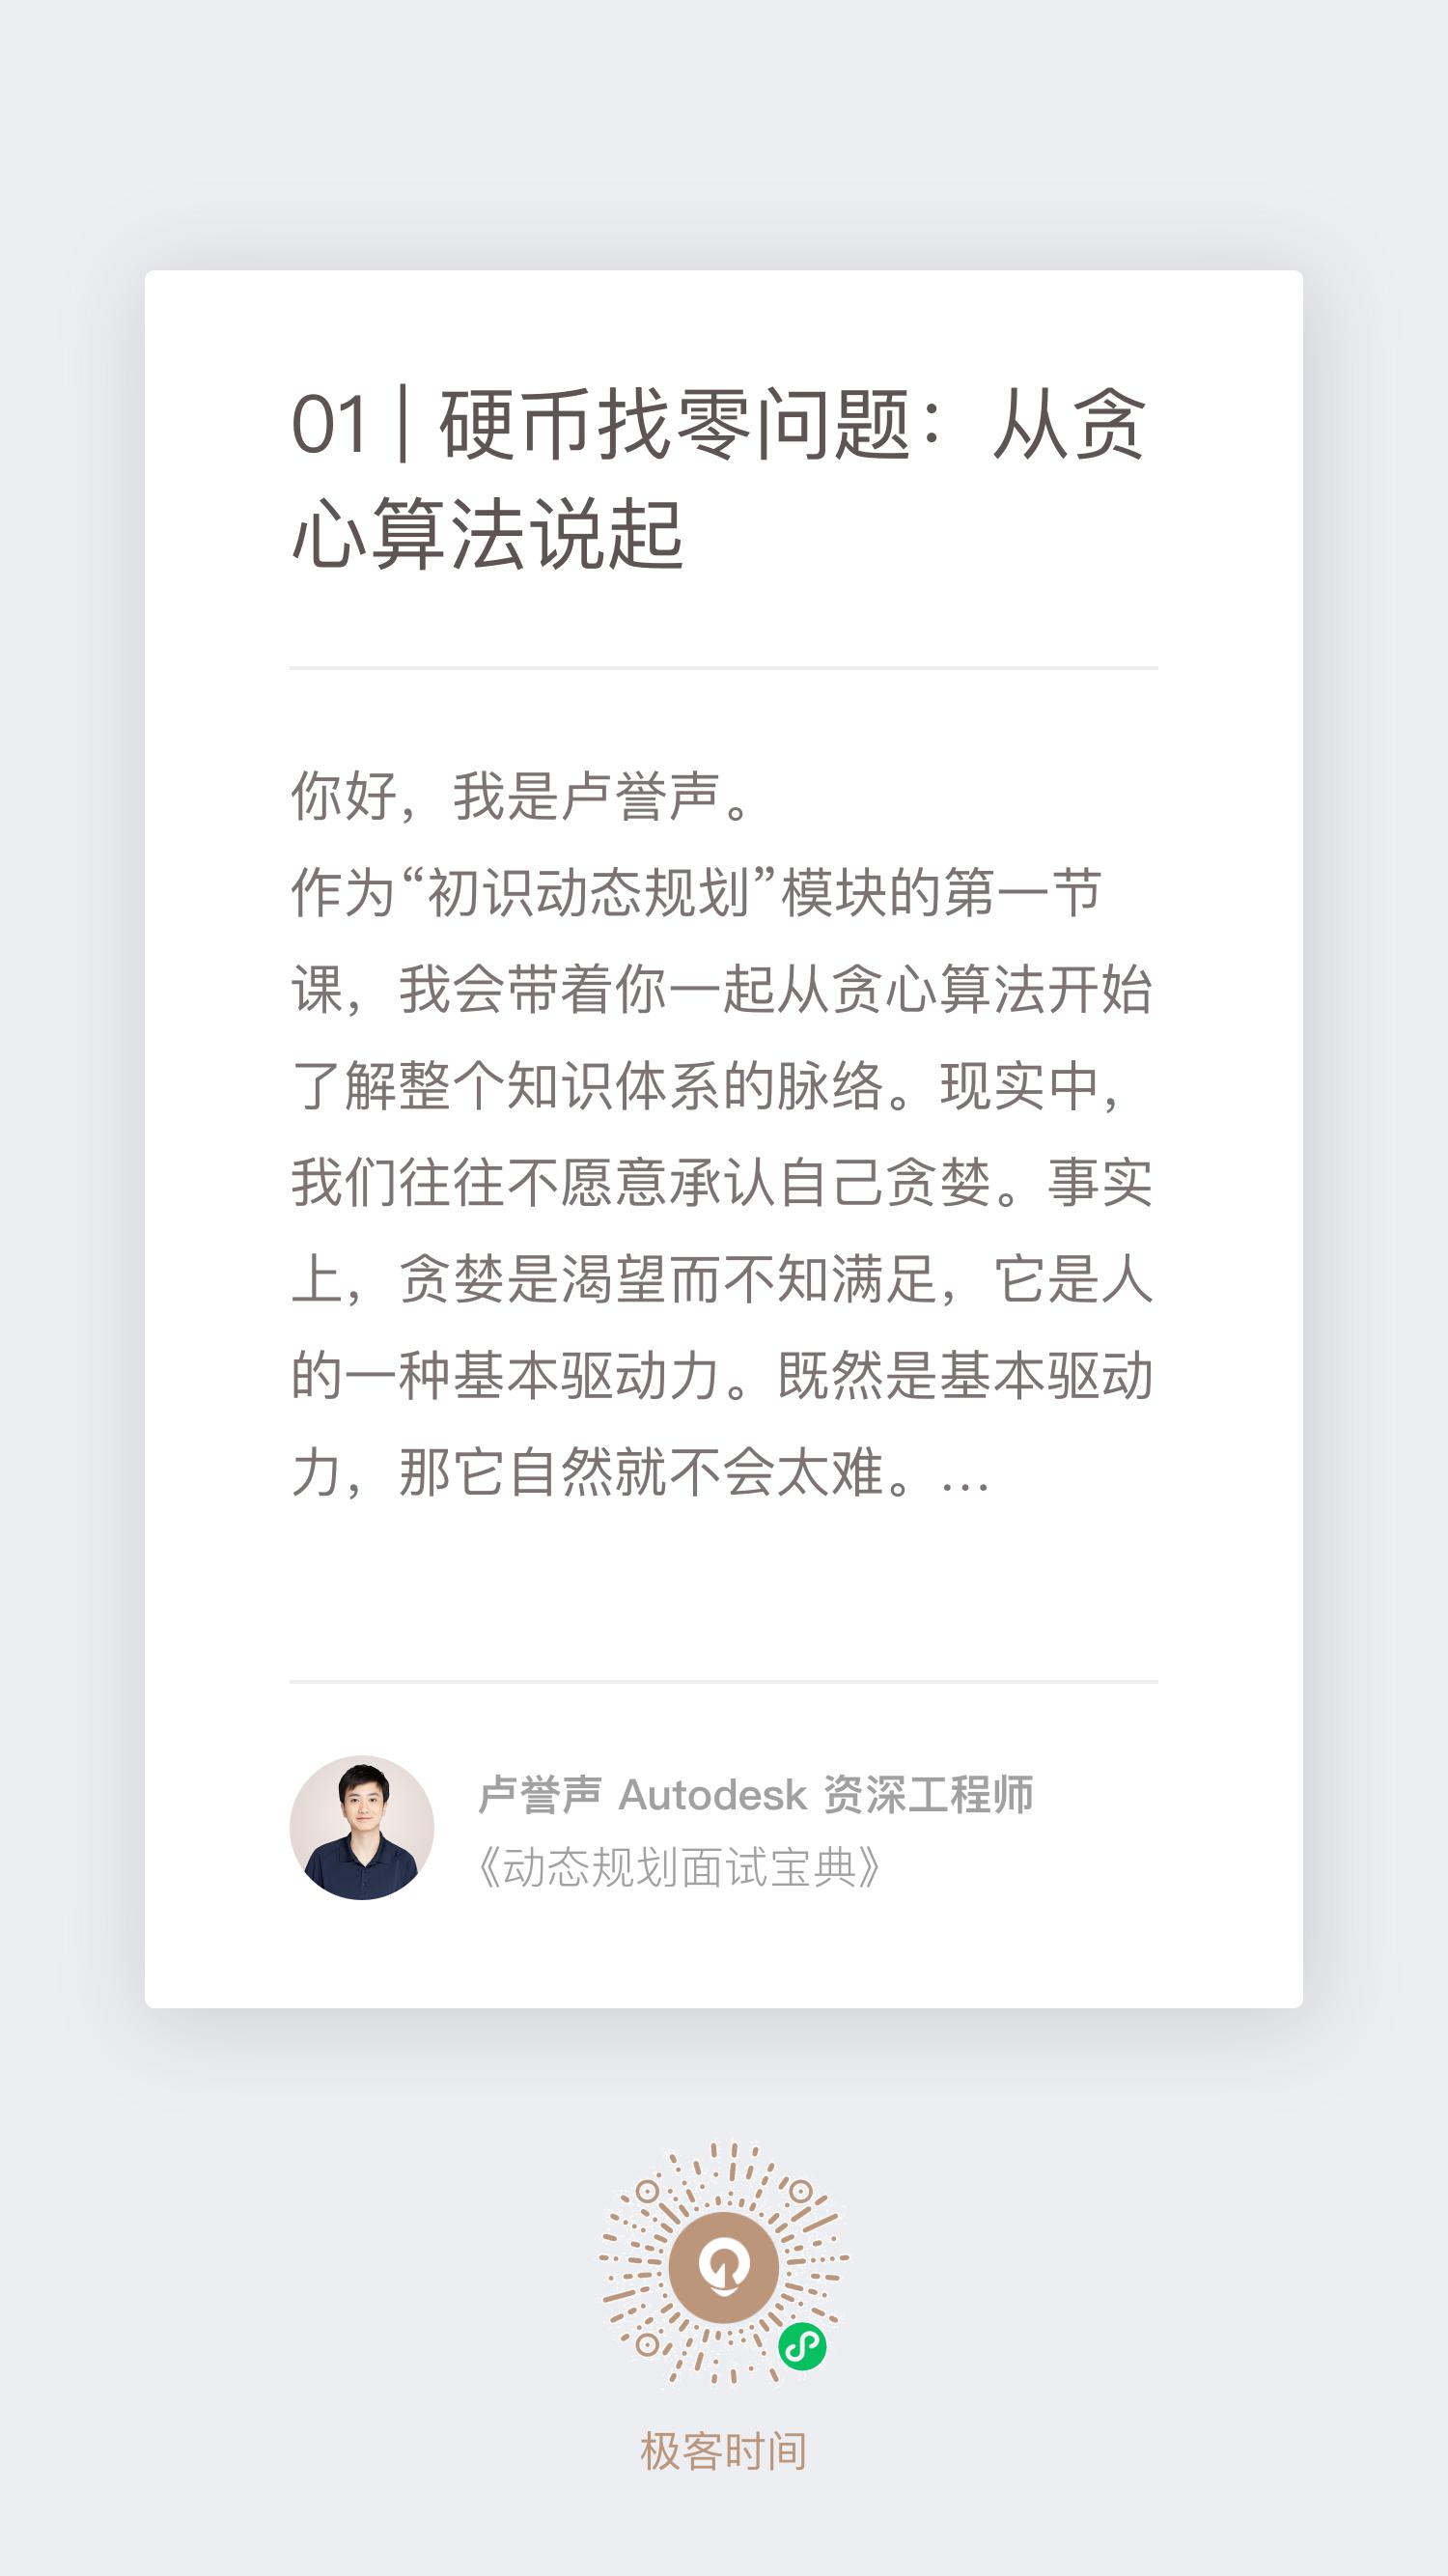 01 | 硬币找零问题：从贪
心算法说起
你好，我是卢誉声。
作为“初识动态规划”模块的第一节
课，我会带着你一起从贪心算法开始
了解整个知识体系的脉络。现实中，
我们往往不愿意承认自己贪婪。事实
上，贪婪是渴望而不知满足，它是人
的一种基本驱动力。既然是基本驱动
力，那它自然就不会太难。...
卢誉声 Autodesk 资深工程师
《动态规划面试宝典》
极客时间